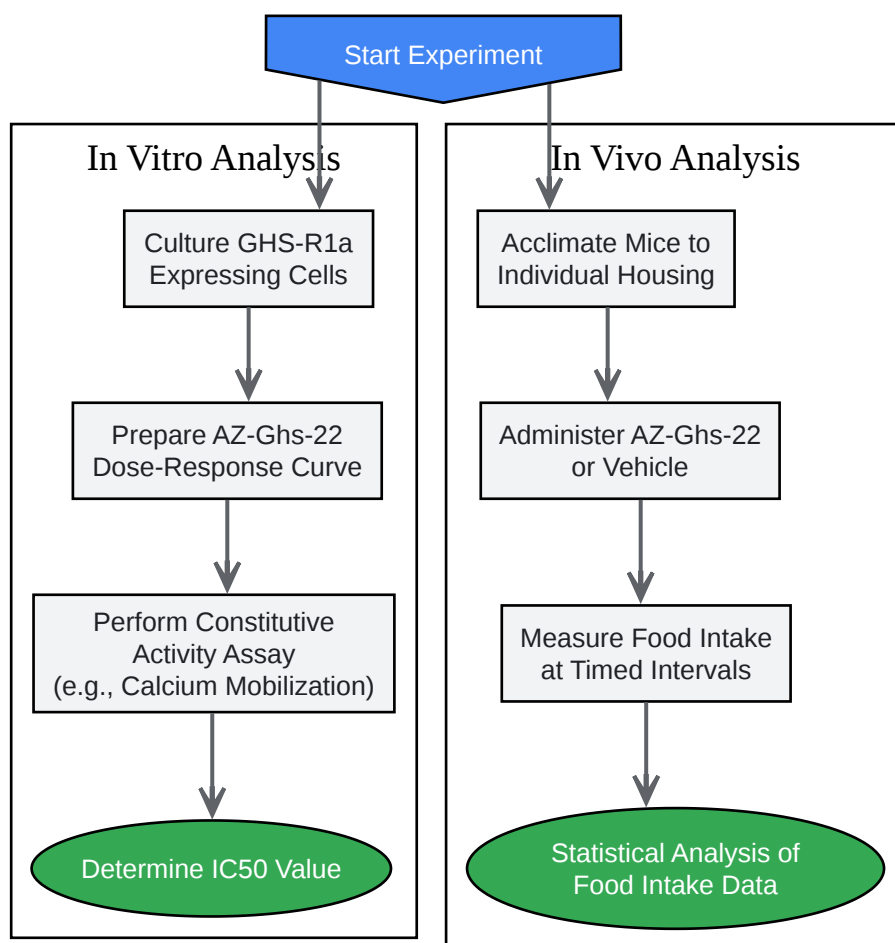 Start Experiment
In Vitro Analysis
Culture GHS-R1a
Expressing Cells
Prepare AZ-Ghs-22
Dose-Response Curve
Perform Constitutive
Activity Assay
(e.g., Calcium Mobilization)
Determine IC50 Value
In Vivo Analysis
Acclimate Mice to
Individual Housing
Administer AZ-Ghs-22
or Vehicle
Measure Food Intake
at Timed Intervals
Statistical Analysis of
Food Intake Data